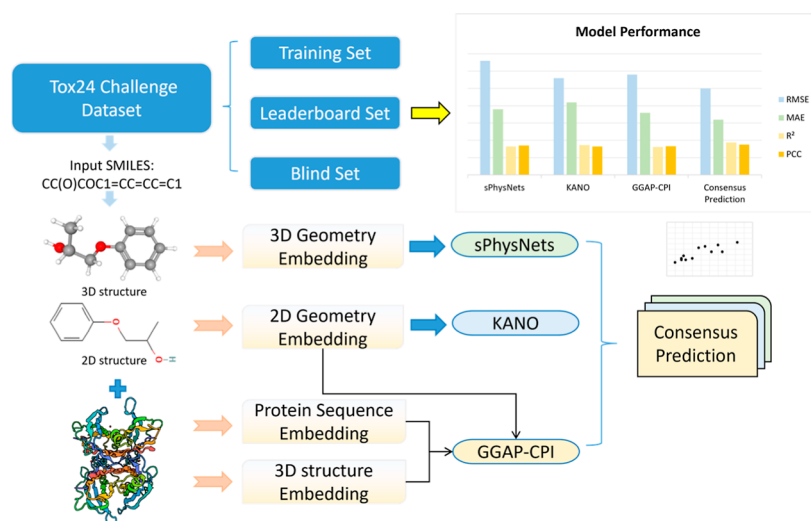 Tox24 Challenge
Dataset
Training Set
Leaderboard Set
Blind Set
Model Performance
RMSE
MAE
R²
PCC
sPhysNets
KANO
GGAP-CPI
Consensus
Prediction
Input SMILES:
CC(O)COC1=CC=CC=C1
3D structure
3D Geometry
Embedding
sPhysNets
2D structure
2D Geometry
Embedding
KANO
Consensus
Prediction
Protein Sequence
Embedding
3D structure
Embedding
GGAP-CPI
O
O
H